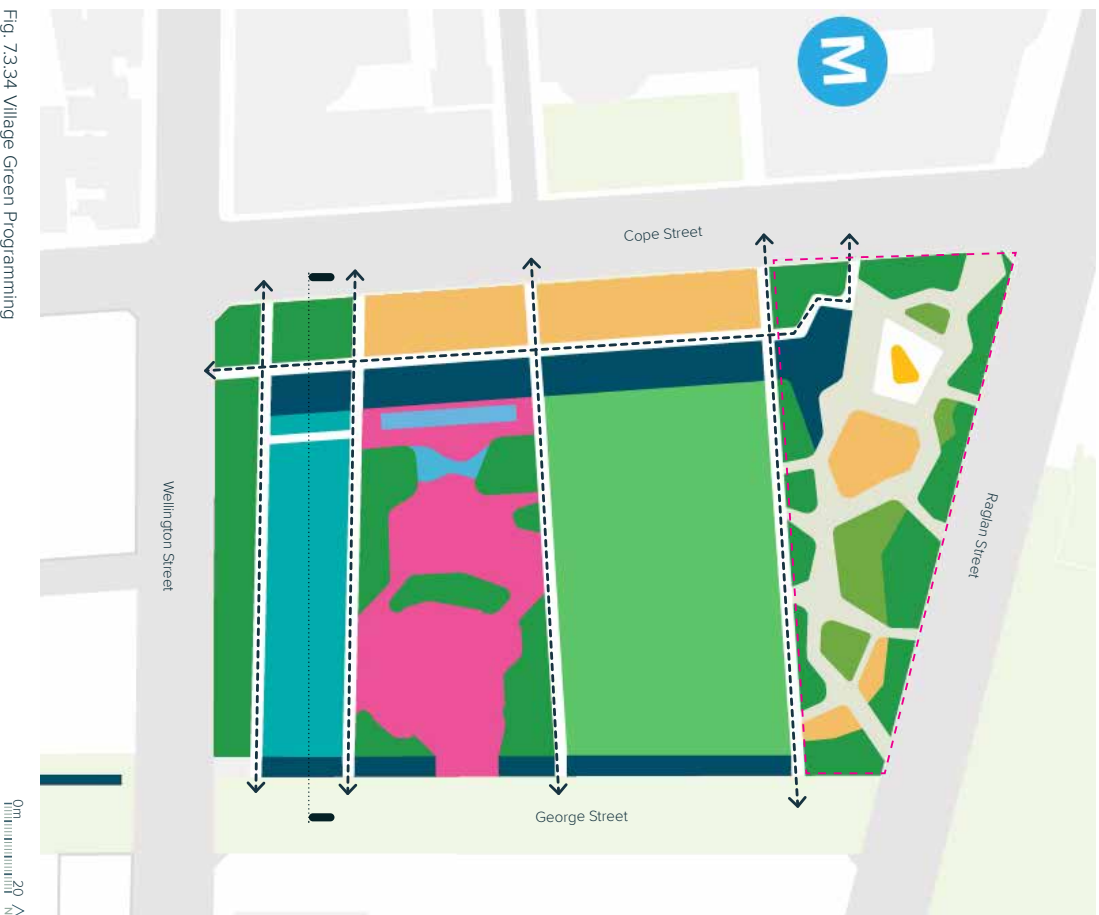 Fig. 7.3.34 Village Green Programming
M
Cope Street
Wellington Street
Raglan Street
George Street
0m
20
N